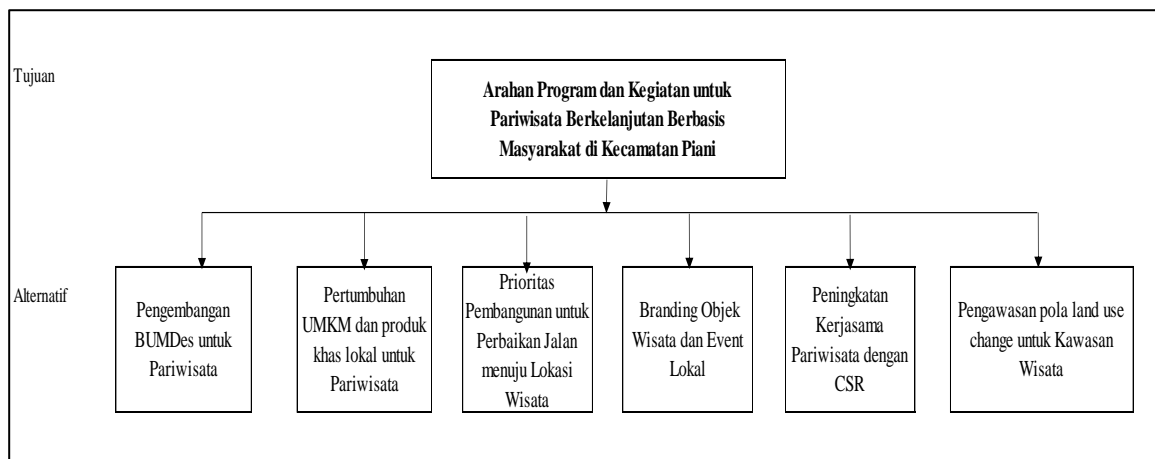 Tujuan
Arahan Program dan Kegiatan untuk
Pariwisata Berkelanjutan Berbasis
Masyarakat di Kecamatan Piani
Alternatif
Pengembangan
BUMDes untuk
Pariwisata
Pertumbuhan
UMKM dan produk
khas lokal untuk
Pariwisata
Prioritas
Pembangunan untuk
Perbaikan Jalan
menuju Lokasi
Wisata
Branding Objek
Wisata dan Event
Lokal
Peningkatan
Kerjasama
Pariwisata dengan
CSR
Pengawasan pola land use
change untuk Kawasan
Wisata